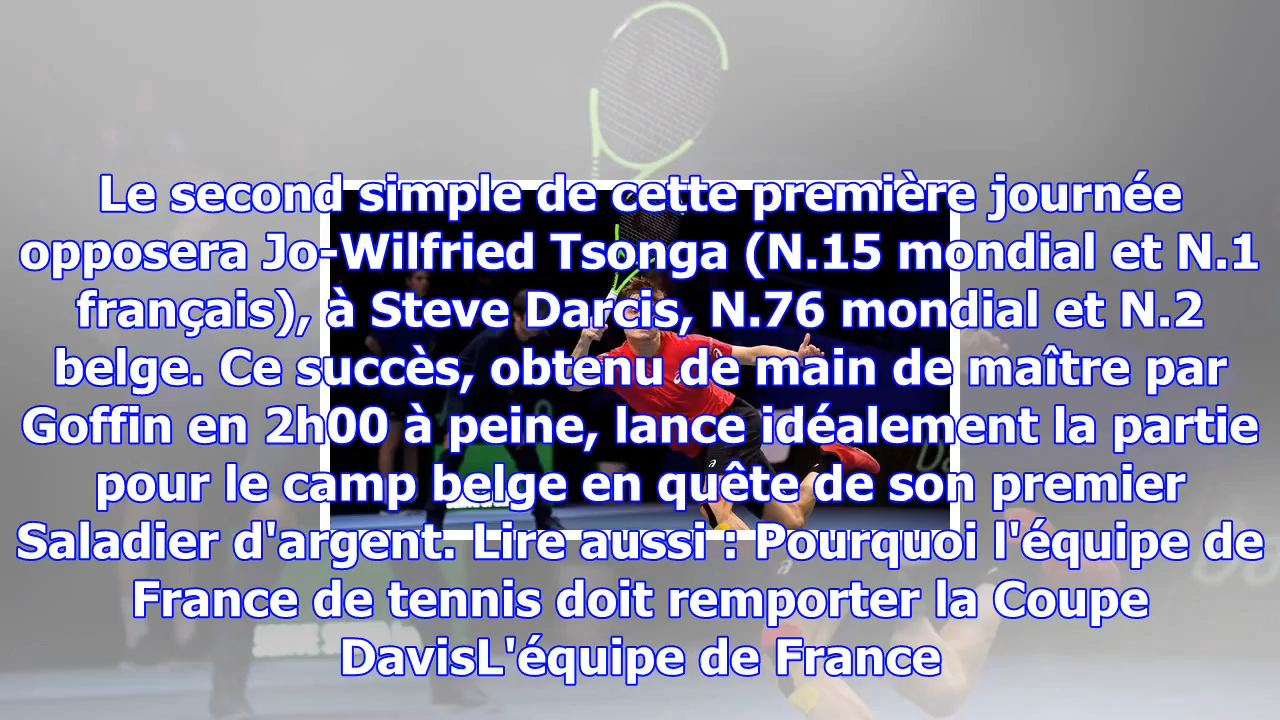 Le second simple de cette première journée
opposera Jo-Wilfried Tsonga (N.15 mondial et N.1
français), à Steve Darcis, N.76 mondial et N.2
belge. Ce succès, obtenu de main de maître par
Goffin en 2h00 à peine, lance idéalement la partie
pour le camp belge en quête de son premier
Saladier d'argent. Lire aussi : Pourquoi l'équipe de
France de tennis doit remporter la Coupe
DavisL'équipe de France